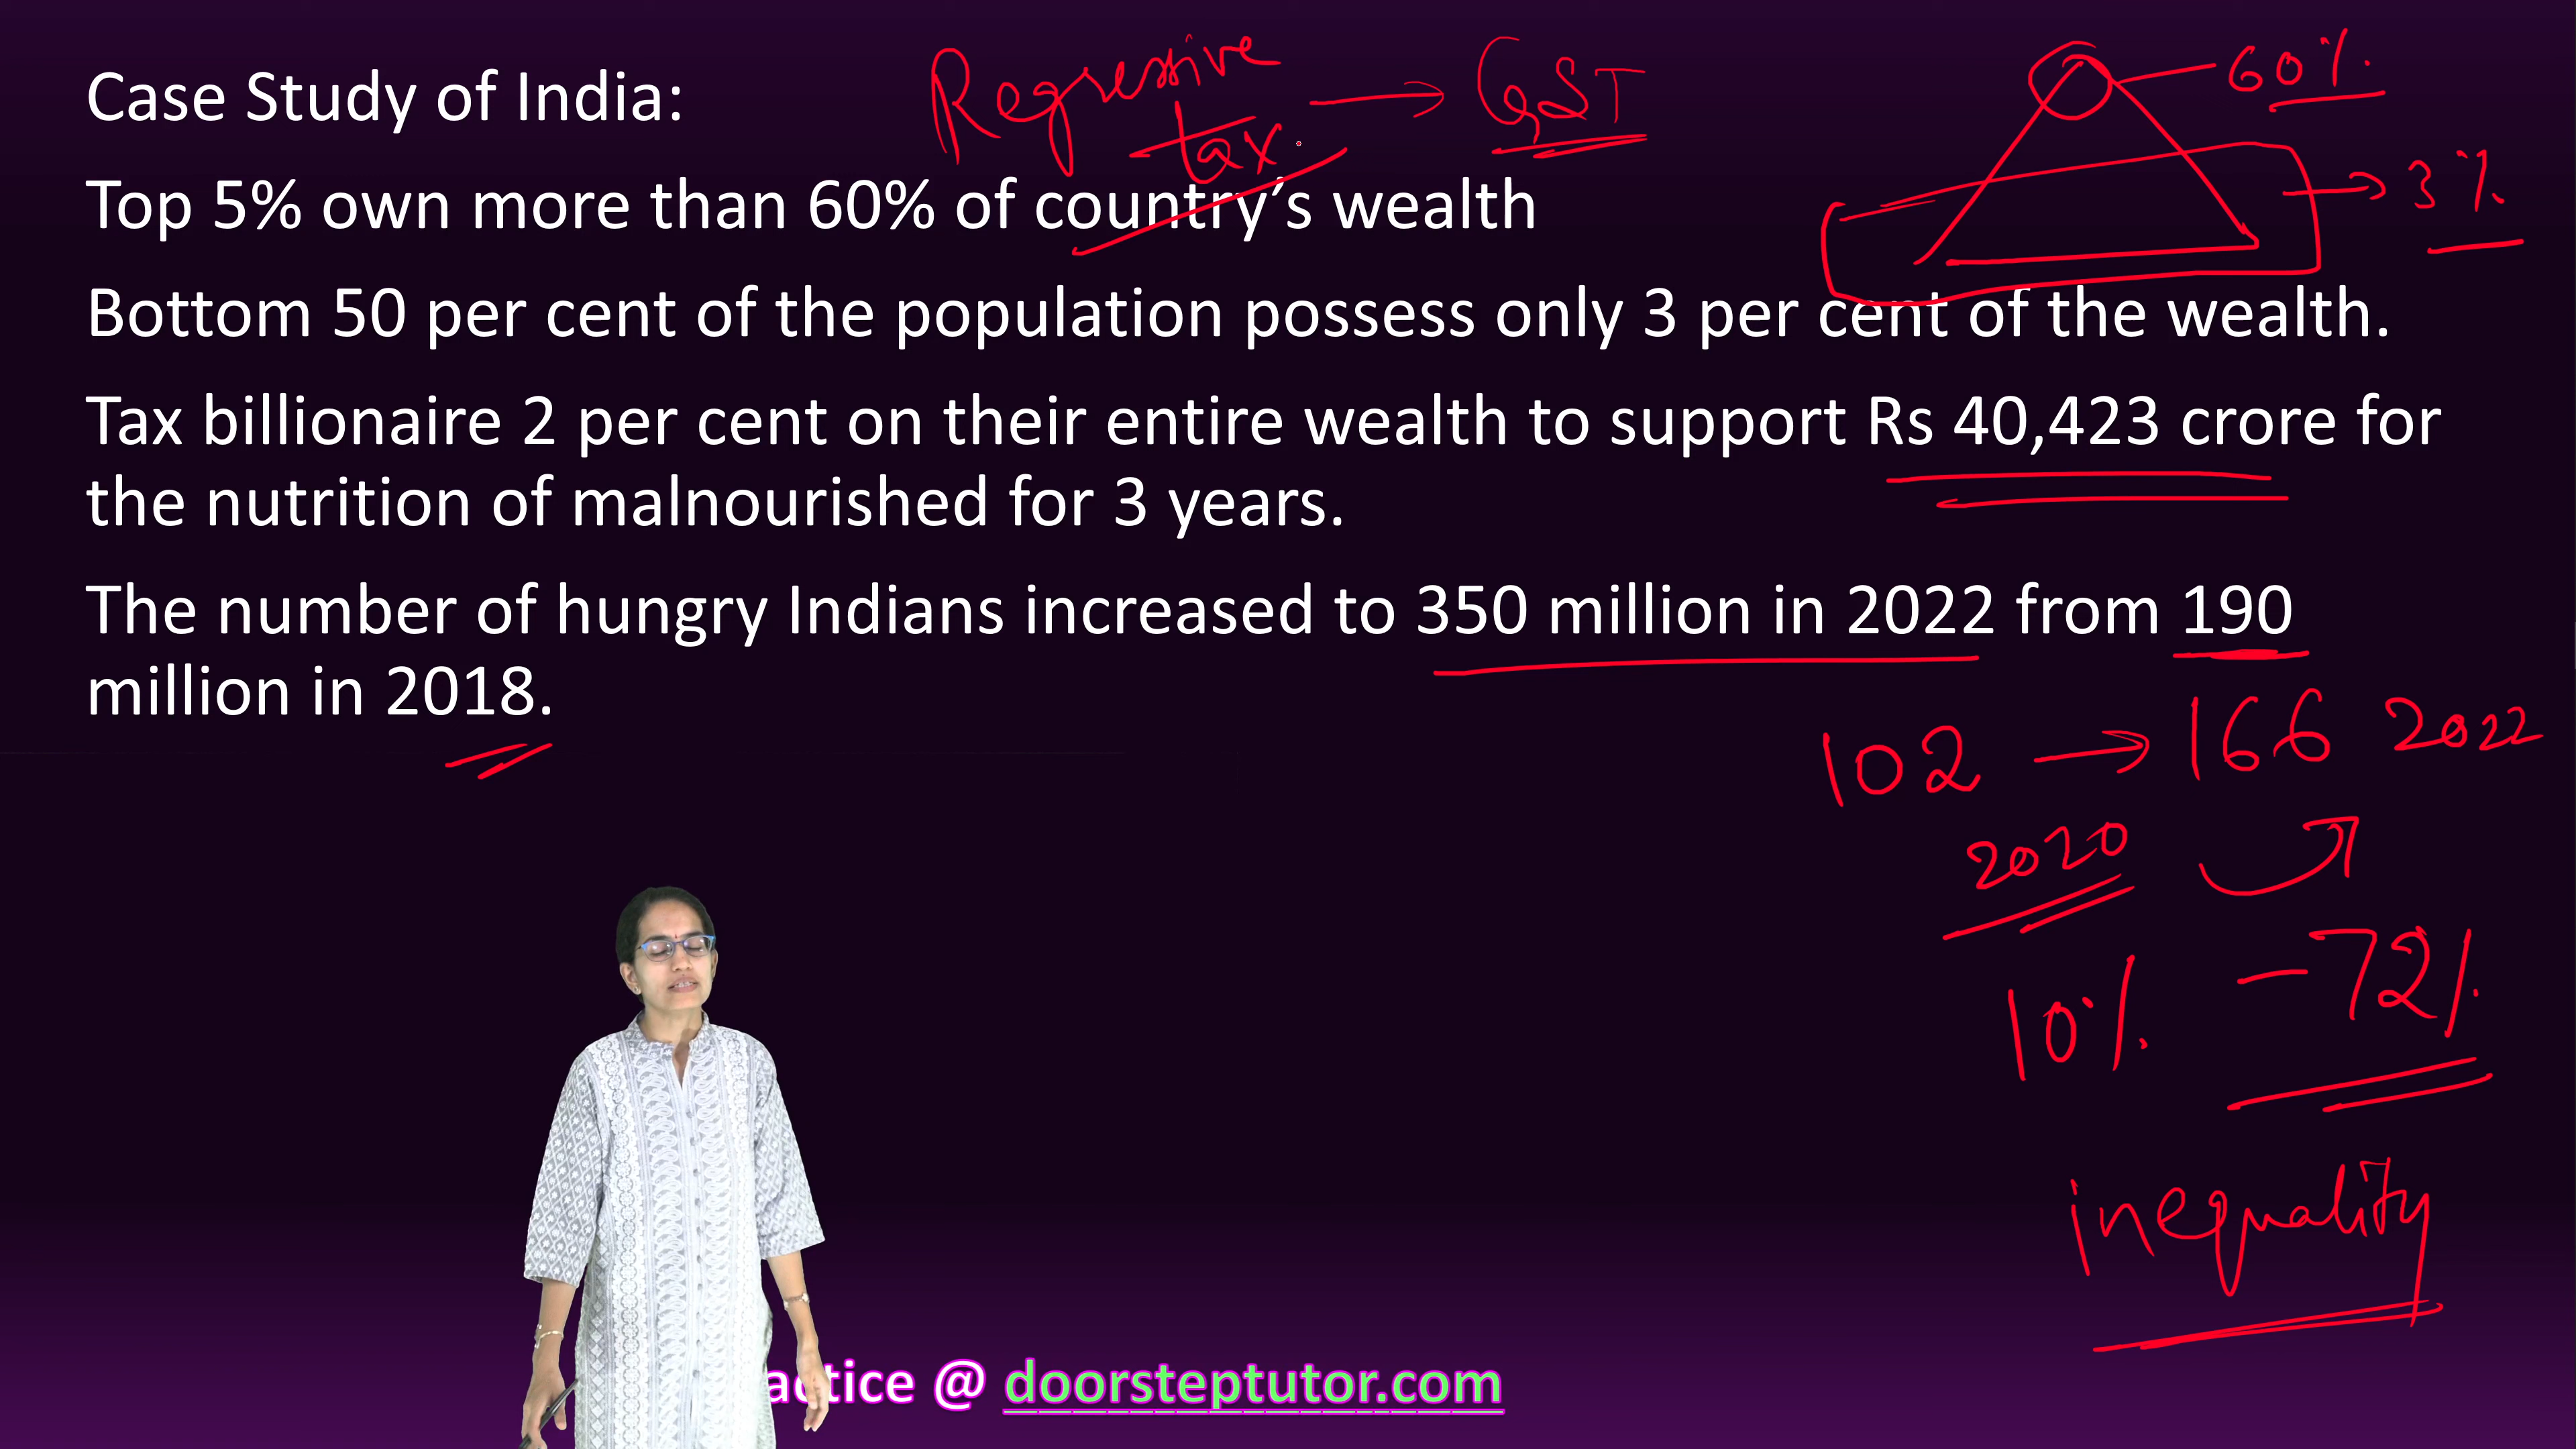 Case Study of India:
Regressive
tax. → GST
60%
3%
Top 5% own more than 60% of country's wealth
Bottom 50 per cent of the population possess only 3 per cent of the wealth.
Tax billionaire 2 per cent on their entire wealth to support Rs 40,423 crore for
the nutrition of malnourished for 3 years.
The number of hungry Indians increased to 350 million in 2022 from 190
million in 2018.
102 → 166 2022
2020
10% - 72%
inequality
actice @ doorsteptutor.com